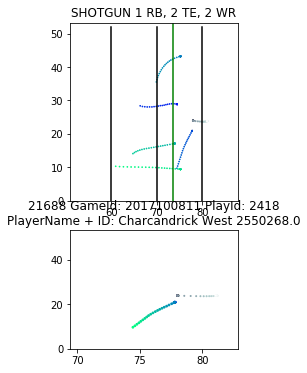 SHOTGUN 1 RB, 2 TE, 2 WR
50
40
30
20
10
0
60 70 80
21688 GameId: 2017100811 PlayId: 2418
PlayerName + ID: Charcandrick West 2550268.0
40
20
0
70 75 80